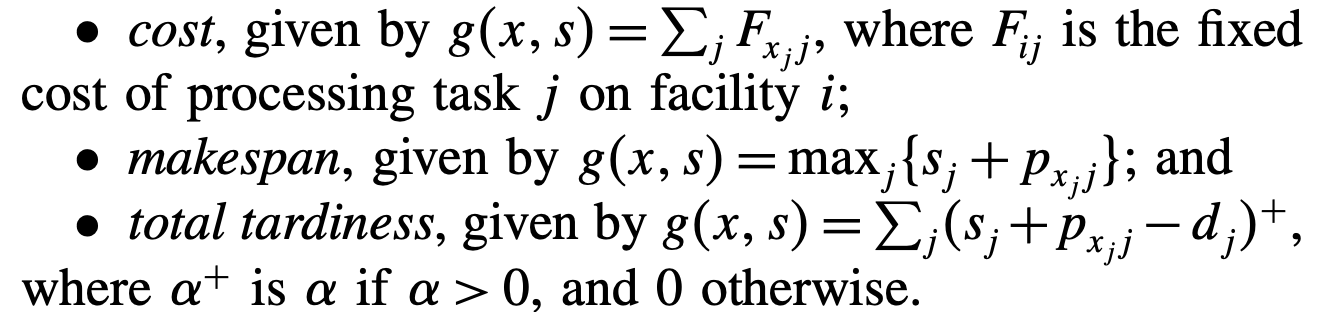 • cost, given by g(x, s) = ∑_j F_{x_j j}, where F_{ij} is the fixed
cost of processing task j on facility i;
• makespan, given by g(x, s) = max_j{s_j + p_{x_j j}}; and
• total tardiness, given by g(x, s) = ∑_j(s_j + p_{x_j j} − d_j)^+,
where α^+ is α if α > 0, and 0 otherwise.